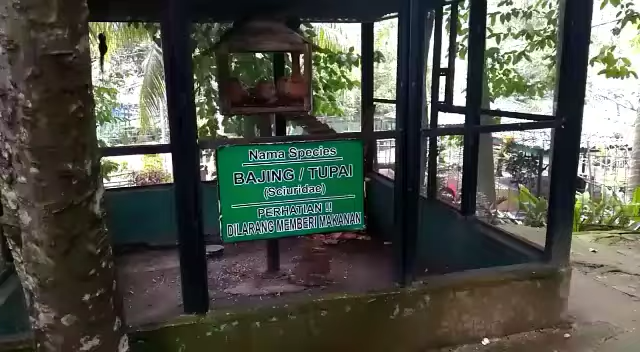 Nama Species
BAJING / TUPAI
(Sciuridae)
PERHATIAN !!
DILARANG MEMBERI MAKANAN